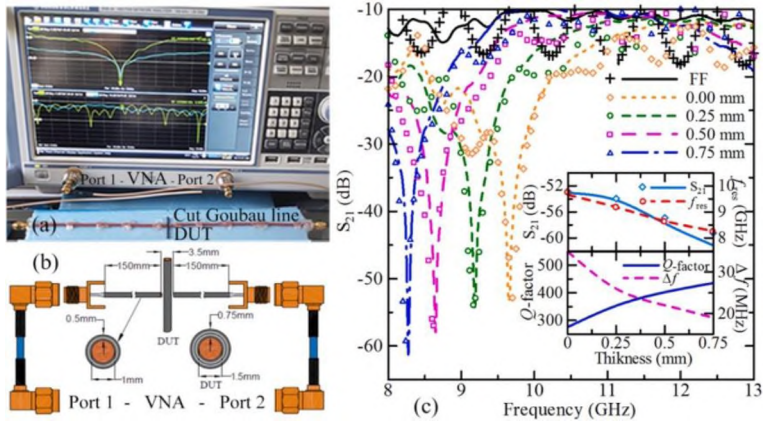 Port 1 - VNA - Port 2
Cut Goubau line
DUT
(a)
(b)
3.5mm
150mm
150mm
0.5mm
DUT
0.75mm
1mm
DUT
1.5mm
Port 1 - VNA - Port 2
-10
-20
-30
-40
-50
-60
S21 (dB)
8 9 10 11 12 13
Frequency (GHz)
(c)
FF
0.00 mm
0.25 mm
0.50 mm
0.75 mm
-52
-56
-60
S21 (dB)
S21
fres
10
9
8
fres (GHz)
500
400
300
Q-factor
Q-factor
Δf
30
20
Δf (MHz)
0 0.25 0.5 0.75
Thikness (mm)